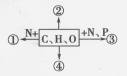 ②
① N+ C、H、O +N、P ③
④